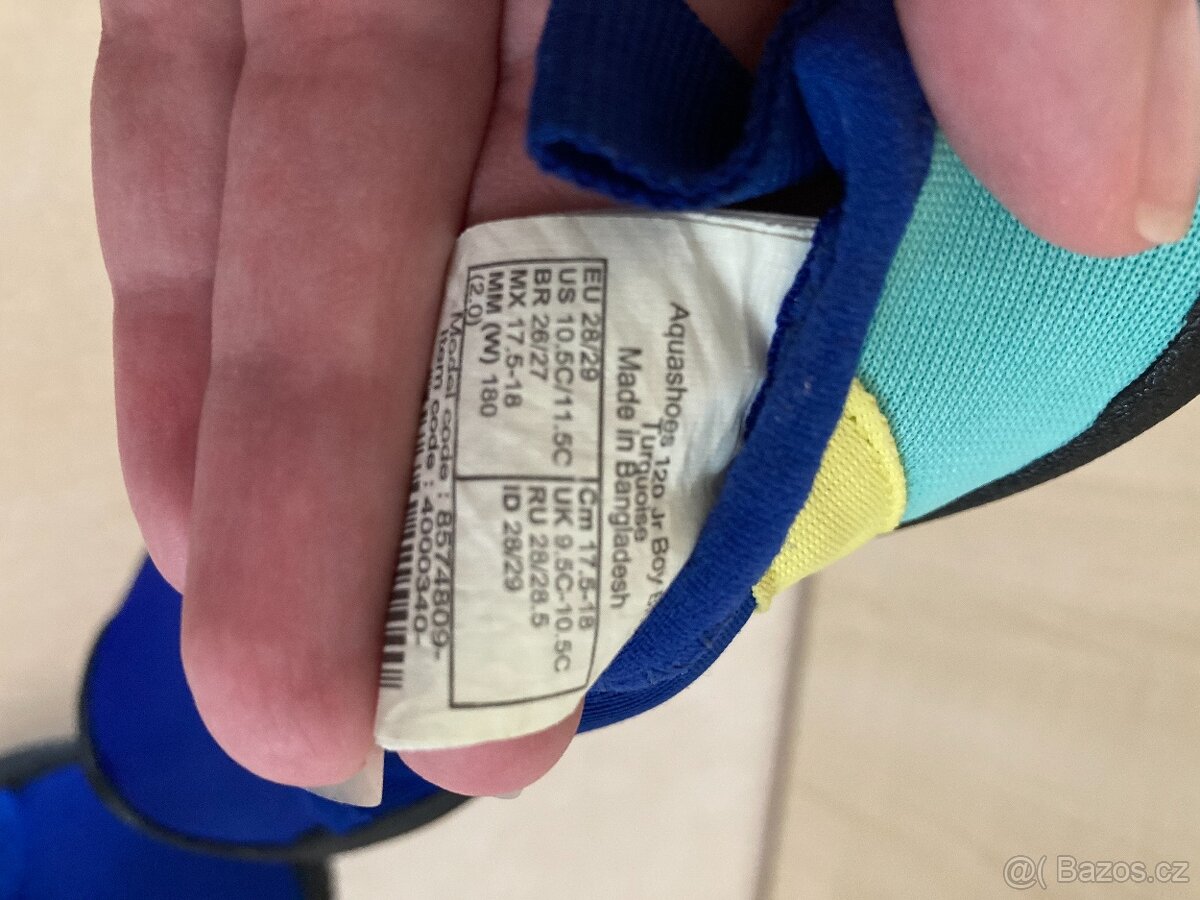 Aquashoes 120 Jr Boy
Turquoise
Made in Bangladesh
EU 28/29 Cm 17.5-18
US 10.5C/11.5C UK 9.5C-10.5C
BR 26/27 RU 28/28.5
MX 17.5-18 ID 28/29
MM (W) 180
(2.0)
Model code : 8574809-
Item code : 4000340-
@( Bazos.cz